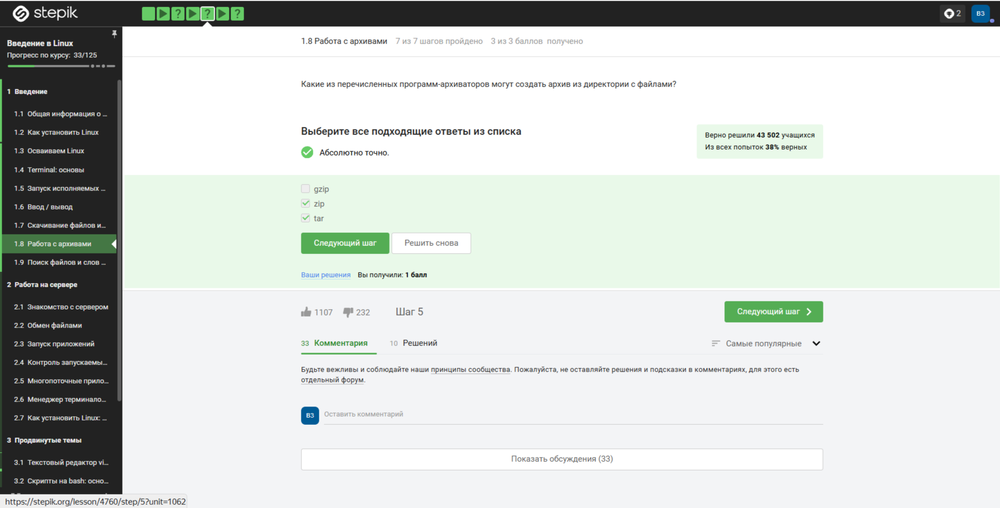 stepik
?
?
?
2
ВЗ
Введение в Linux
Прогресс по курсу: 33/125
1 Введение
1.1 Общая информация о ...
1.2 Как установить Linux
1.3 Осваиваем Linux
1.4 Terminal: основы
1.5 Запуск исполняемых ...
1.6 Ввод / вывод
1.7 Скачивание файлов и...
1.8 Работа с архивами
1.9 Поиск файлов и слов ...
2 Работа на сервере
2.1 Знакомство с сервером
2.2 Обмен файлами
2.3 Запуск приложений
2.4 Контроль запускаемы...
2.5 Многопоточные прило...
2.6 Менеджер терминало...
2.7 Как установить Linux: ...
3 Продвинутые темы
3.1 Текстовый редактор vi...
3.2 Скрипты на bash: осно...
https://stepik.org/lesson/4760/step/5?unit=1062
1.8 Работа с архивами 7 из 7 шагов пройдено 3 из 3 баллов получено
Какие из перечисленных программ-архиваторов могут создать архив из директории с файлами?
Выберите все подходящие ответы из списка
Абсолютно точно.
Верно решили 43 502 учащихся
Из всех попыток 38% верных
gzip
zip
tar
Следующий шаг
Решить снова
Ваши решения Вы получили: 1 балл
1107
232
Шаг 5
Следующий шаг
33 Комментария
10 Решений
Самые популярные
Будьте вежливы и соблюдайте наши принципы сообщества. Пожалуйста, не оставляйте решения и подсказки в комментариях, для этого есть
отдельный форум.
ВЗ
Оставить комментарий
Показать обсуждения (33)